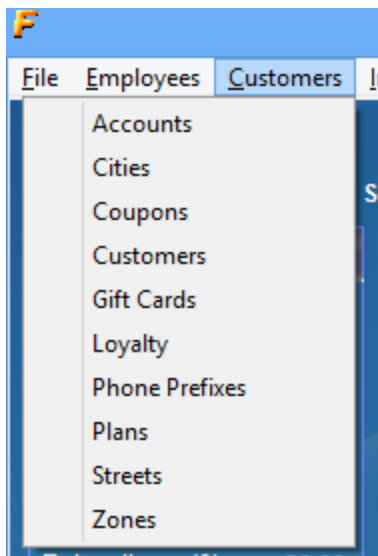 F
File Employees Customers
Accounts
Cities
Coupons
Customers
Gift Cards
Loyalty
Phone Prefixes
Plans
Streets
Zones